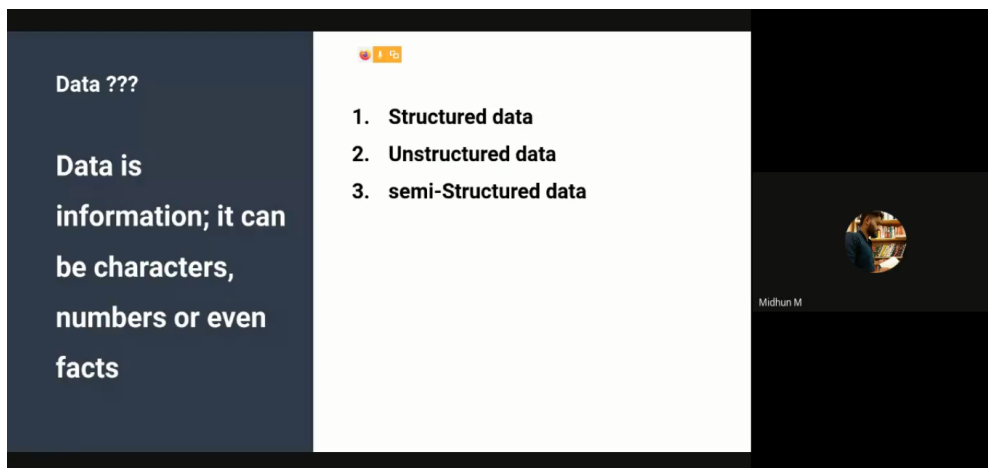 Data ???
Data is
information; it can
be characters,
numbers or even
facts
1. Structured data
2. Unstructured data
3. semi-Structured data
Midhun M